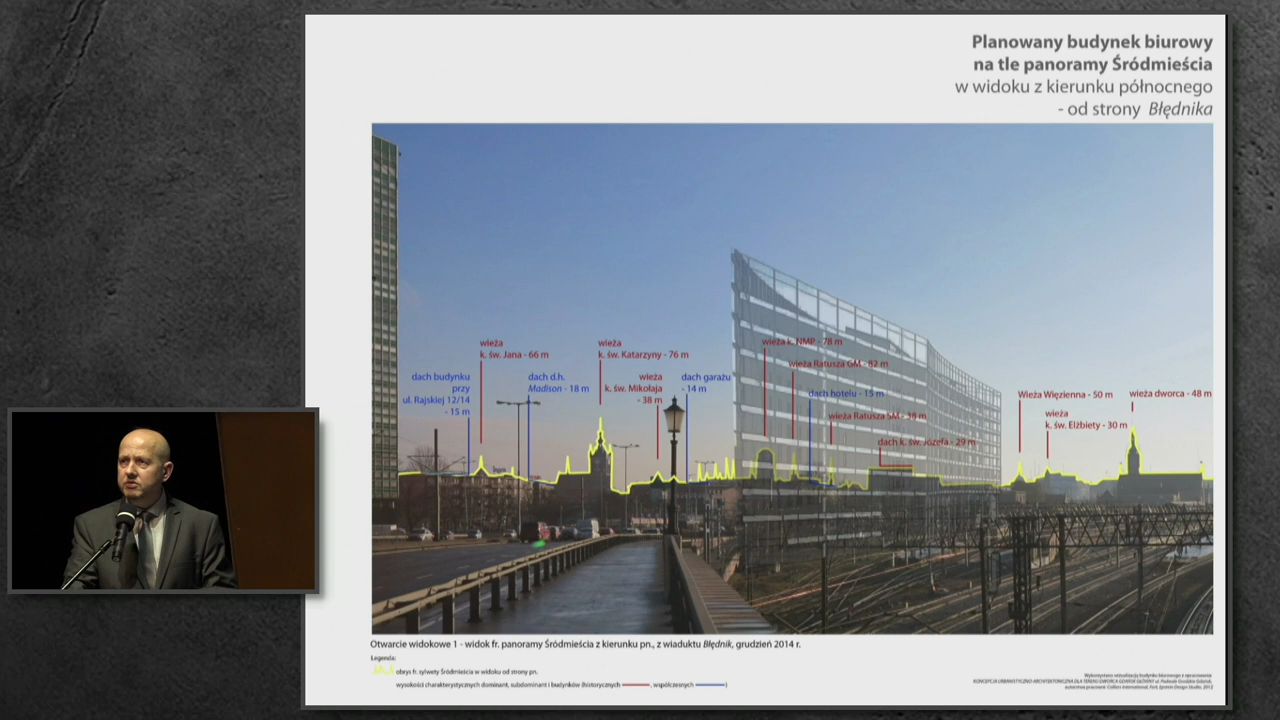 Planowany budynek biurowy
na tle panoramy Śródmieścia
w widoku z kierunku północnego
- od strony Błędnika
wieża
k. św. Jana - 66 m
wieża
k. św. Katarzyny - 76 m
wieża k. NMP - 78 m
wieża Ratusza GM - 82 m
dach budynku
przy
ul. Rajskiej 12/14
- 15 m
dach d.h.
Madison - 18 m
wieża
k. św. Mikołaja
- 38 m
dach garażu
- 14 m
dach hotelu - 15 m
wieża Ratusza SM - 38 m
dach k. św. Józefa - 29 m
Wieża Więzienna - 50 m
wieża dworca - 48 m
wieża
k. św. Elżbiety - 30 m
Otwarcie widokowe 1 - widok fr. panoramy Śródmieścia z kierunku pn., z wiaduktu Błędnik, grudzień 2014 r.
Legenda:
obrys fr. sylwety Śródmieścia w widoku od strony pn.
wysokości charakterystycznych dominant, subdominant i budynków (historycznych , współczesnych )
Wykorzystano wizualizację budynku biurowego z opracowania: